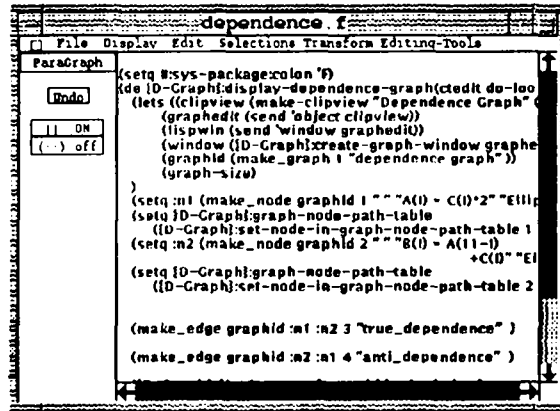 dependence.f
File Display Edit Selections Transform Editing-Tools
ParaGraph
Undo
|| ON
(--) off
(setq #:sys-package:colon 'F)
(de {D-Graph}:display-dependence-graph(ctedit do-loo
(lets ((clipview (make-clipview "Dependence Graph" (
(graphedit (send 'object clipview))
(lispwin (send 'window graphedit))
(window ({D-Graph}:create-graph-window graphe
(graphid (make_graph 1 "dependence graph" ))
(graph-size)
)
(setq :n1 (make_node graphid 1 " " "A(I) = C(I)*2" "Ellip
(setq {D-Graph}:graph-node-path-table
({D-Graph}:set-node-in-graph-node-path-table 1
(setq :n2 (make_node graphid 2 " " "B(I) = A(11-I)
+C(I)" "Ell
(setq {D-Graph}:graph-node-path-table
({D-Graph}:set-node-in-graph-node-path-table 2
(make_edge graphid :n1 :n2 3 "true_dependence" )
(make_edge graphid :n2 :n1 4 "anti_dependence" )